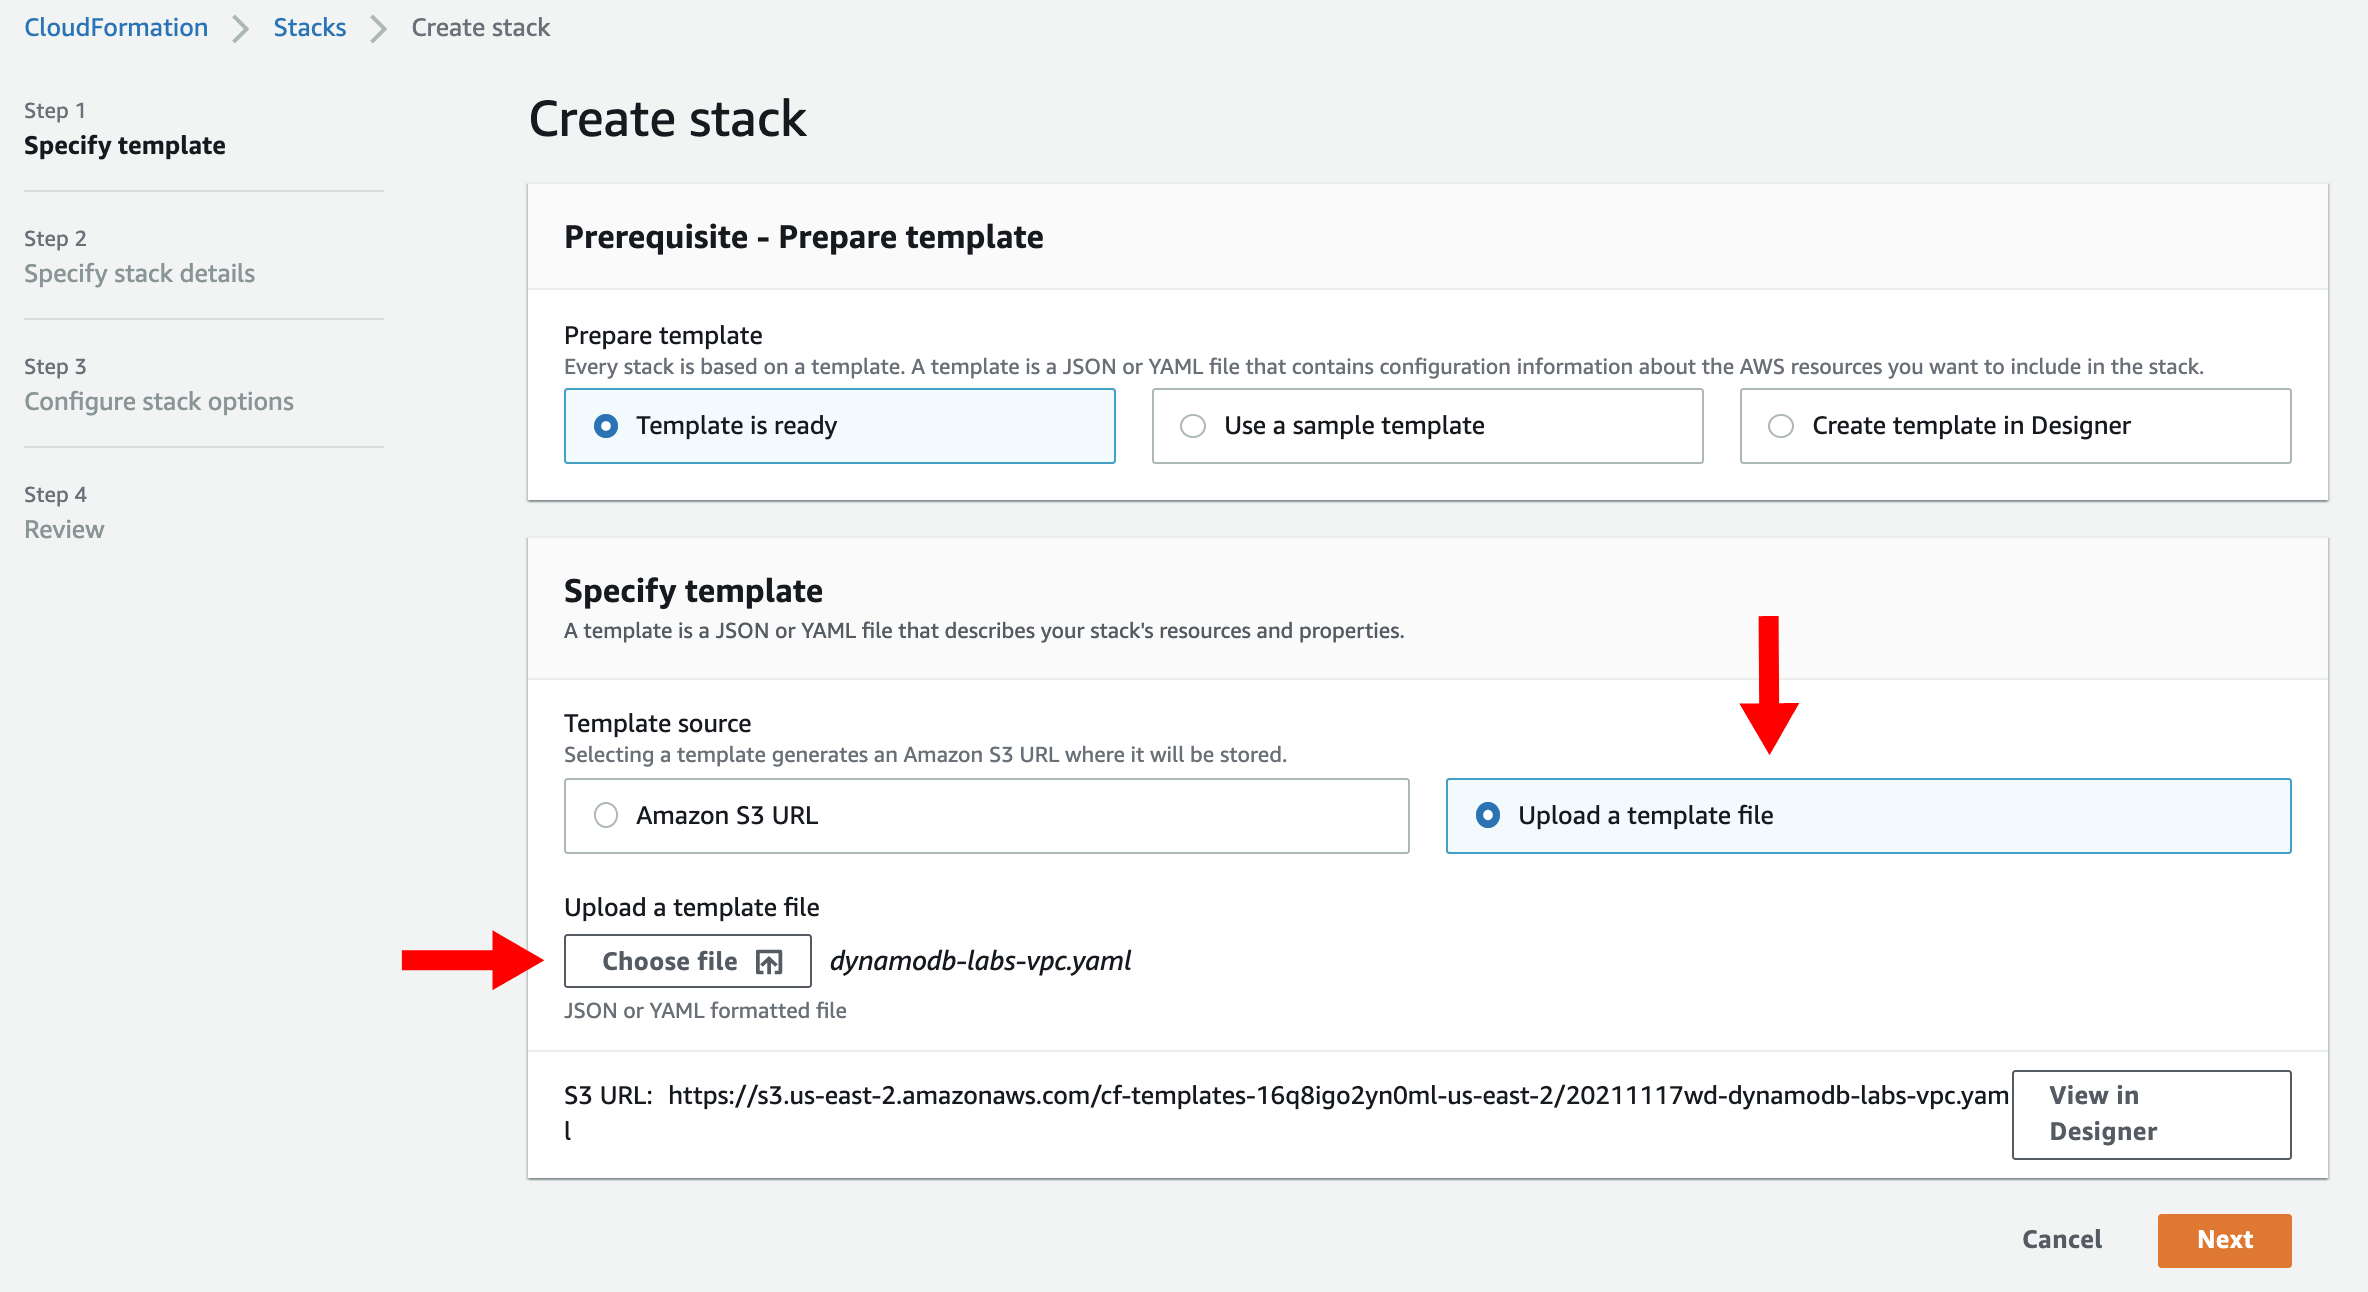 CloudFormation > Stacks > Create stack
Step 1
Specify template
Step 2
Specify stack details
Step 3
Configure stack options
Step 4
Review
Create stack
Prerequisite - Prepare template
Prepare template
Every stack is based on a template. A template is a JSON or YAML file that contains configuration information about the AWS resources you want to include in the stack.
Template is ready
Use a sample template
Create template in Designer
Specify template
A template is a JSON or YAML file that describes your stack's resources and properties.
Template source
Selecting a template generates an Amazon S3 URL where it will be stored.
Amazon S3 URL
Upload a template file
Upload a template file
Choose file dynamodb-labs-vpc.yaml
JSON or YAML formatted file
S3 URL: https://s3.us-east-2.amazonaws.com/cf-templates-16q8igo2yn0ml-us-east-2/20211117wd-dynamodb-labs-vpc.yam
l
View in
Designer
Cancel
Next